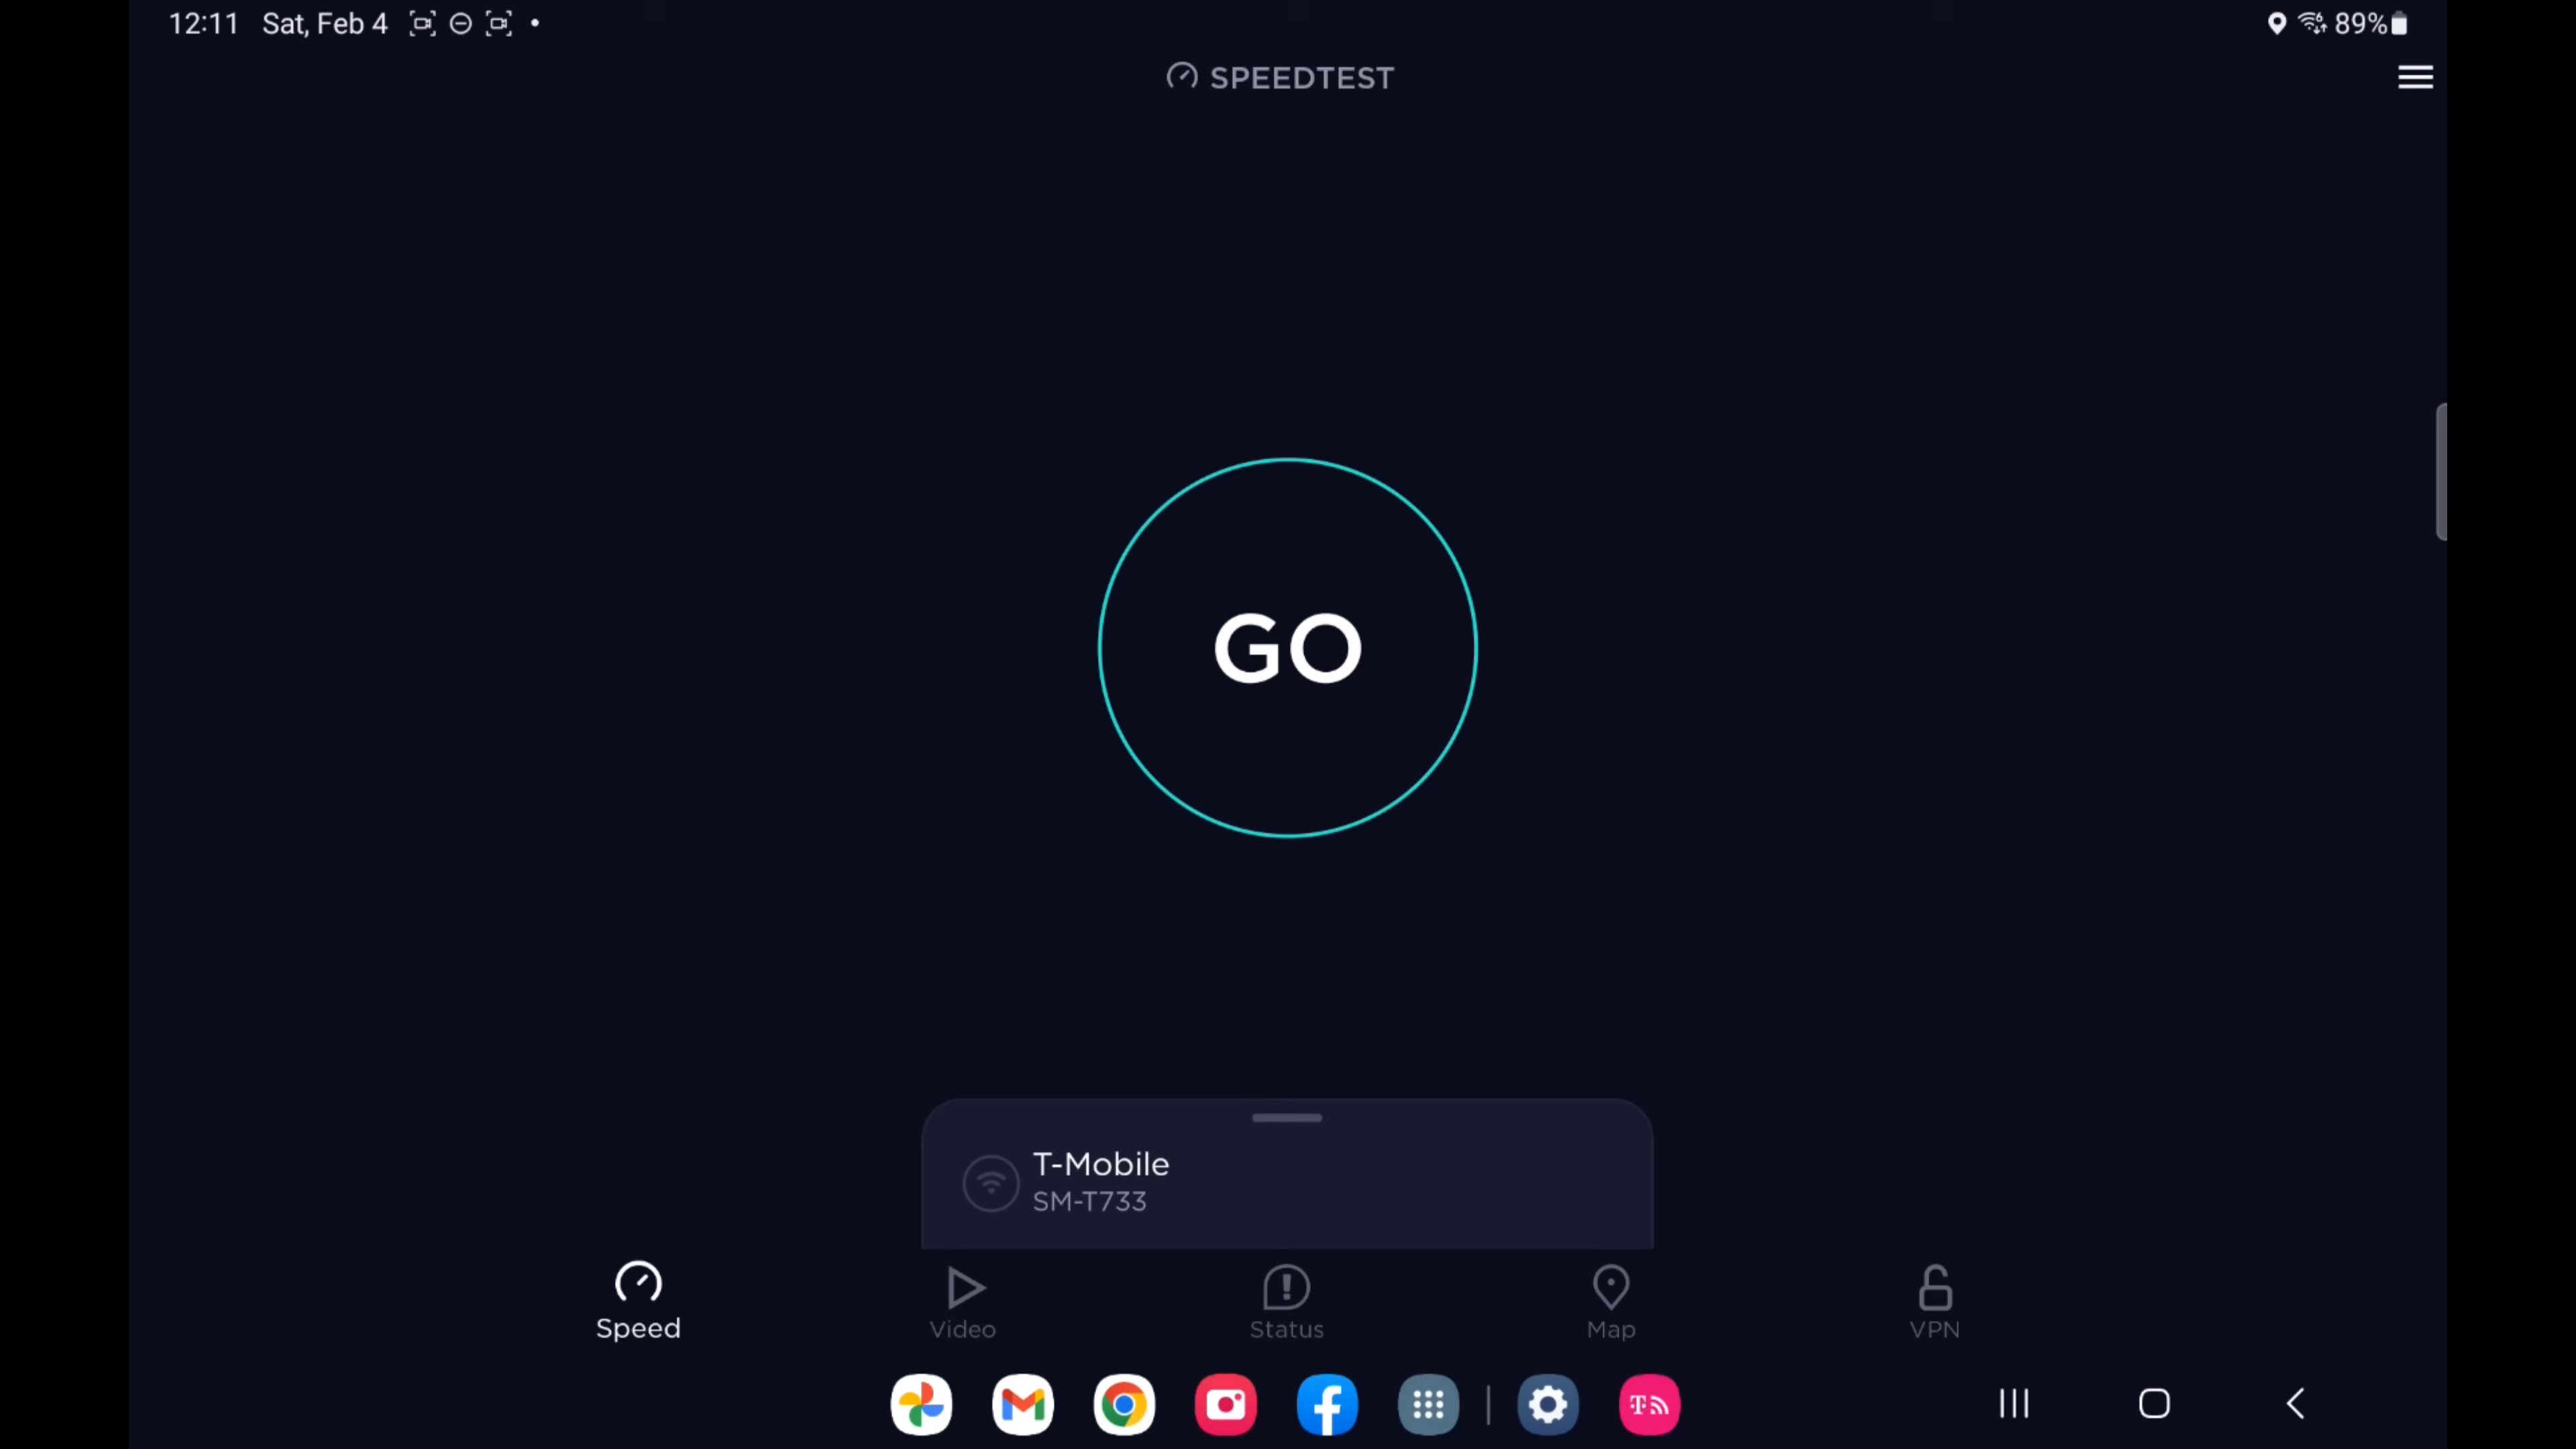 12:11 Sat, Feb 4 89%
SPEEDTEST
GO
T-Mobile
SM-T733
Speed Video Status Map VPN